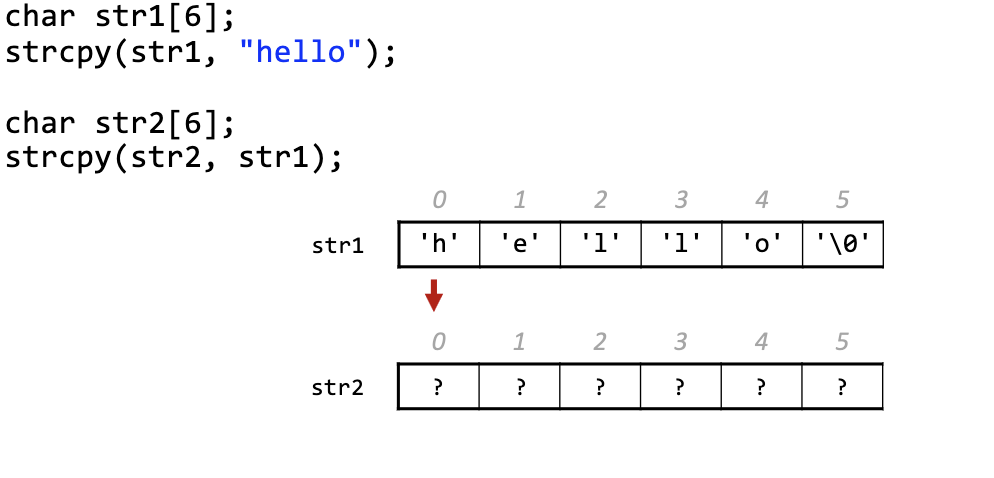 char str1[6];
strcpy(str1, "hello");
char str2[6];
strcpy(str2, str1);
0 1 2 3 4 5
str1 'h' 'e' 'l' 'l' 'o' '\0'
0 1 2 3 4 5
str2 ? ? ? ? ? ?